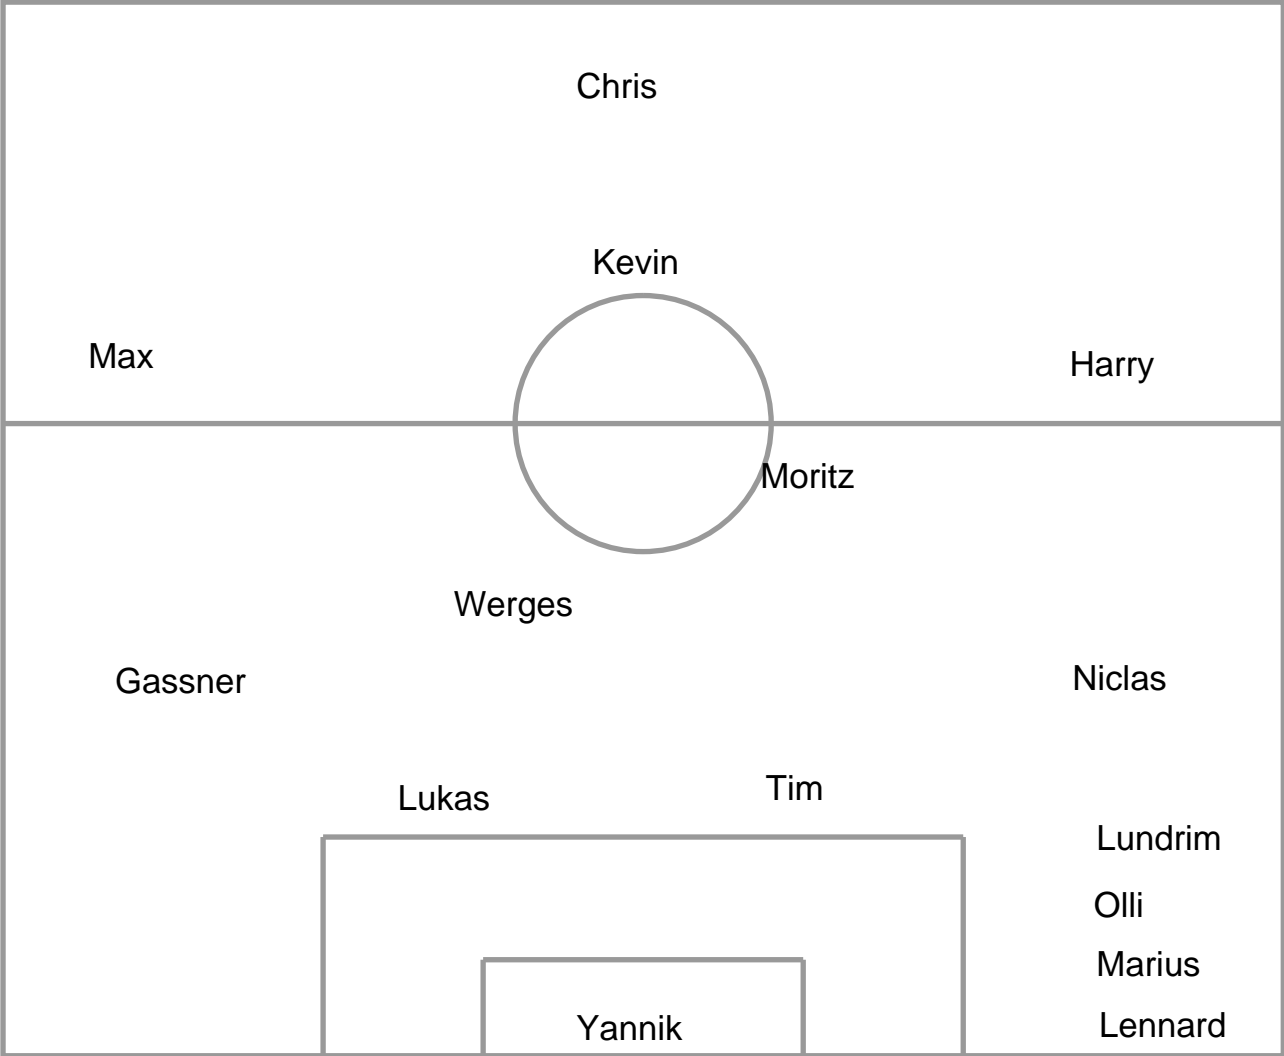 Chris
Kevin
Max
Harry
Moritz
Werges
Gassner
Niclas
Lukas
Tim
Lundrim
Olli
Marius
Yannik
Lennard